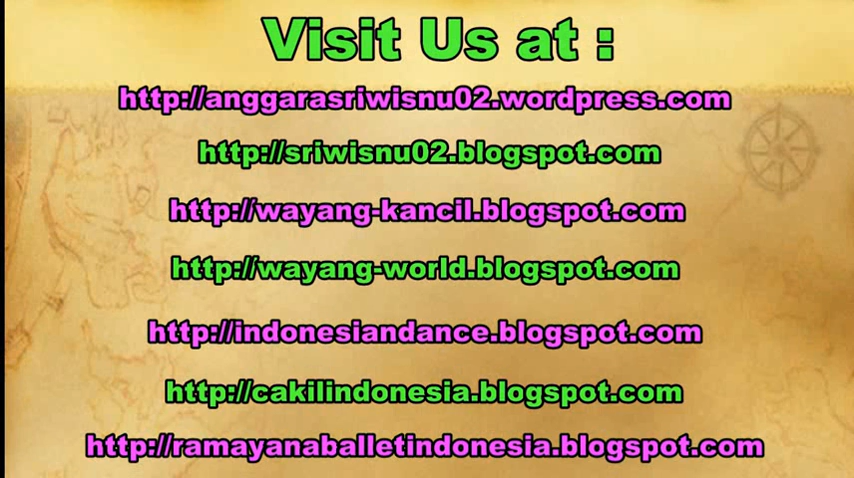 Visit Us at :
http://anggarasriwisnu02.wordpress.com
http://sriwisnu02.blogspot.com
http://wayang-kancil.blogspot.com
http://wayang-world.blogspot.com
http://indonesiandance.blogspot.com
http://cakilindonesia.blogspot.com
http://ramayanaballetindonesia.blogspot.com